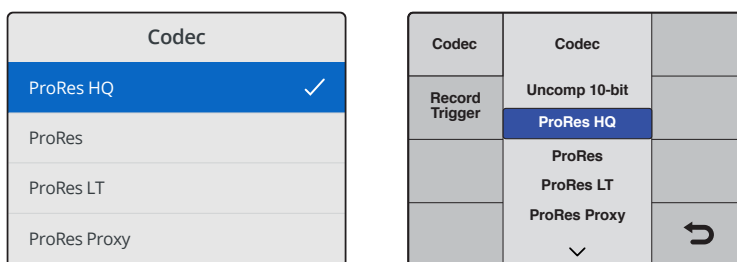 Codec
ProRes HQ
ProRes
ProRes LT
ProRes Proxy
Codec
Record
Trigger
Codec
Uncomp 10-bit
ProRes HQ
ProRes
ProRes LT
ProRes Proxy